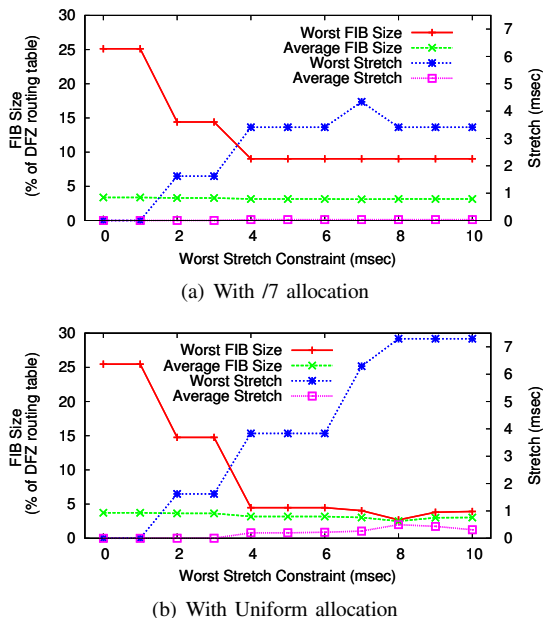 30
25
20
15
10
5
0
FIB Size
(% of DFZ routing table)
Worst FIB Size
Average FIB Size
Worst Stretch
Average Stretch
7
6
5
4
3
2
1
0
Stretch (msec)
0 2 4 6 8 10
Worst Stretch Constraint (msec)
(a) With /7 allocation
30
25
20
15
10
5
0
FIB Size
(% of DFZ routing table)
Worst FIB Size
Average FIB Size
Worst Stretch
Average Stretch
7
6
5
4
3
2
1
0
Stretch (msec)
0 2 4 6 8 10
Worst Stretch Constraint (msec)
(b) With Uniform allocation